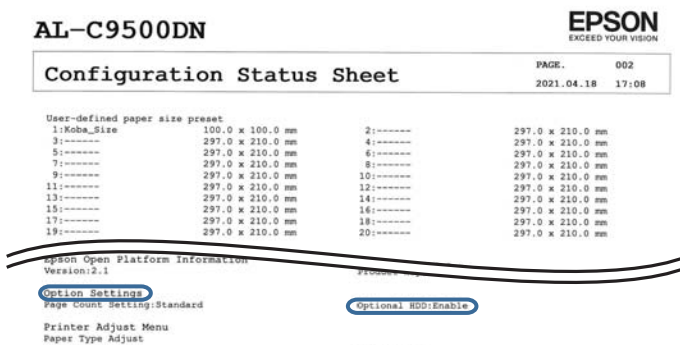 AL-C9500DN
EPSON
EXCEED YOUR VISION
Configuration Status Sheet
PAGE. 002
2021.04.18 17:08
User-defined paper size preset
1:Koba_Size 100.0 x 100.0 mm 2:------ 297.0 x 210.0 mm
3:------ 297.0 x 210.0 mm 4:------ 297.0 x 210.0 mm
5:------ 297.0 x 210.0 mm 6:------ 297.0 x 210.0 mm
7:------ 297.0 x 210.0 mm 8:------ 297.0 x 210.0 mm
9:------ 297.0 x 210.0 mm 10:------ 297.0 x 210.0 mm
11:------ 297.0 x 210.0 mm 12:------ 297.0 x 210.0 mm
13:------ 297.0 x 210.0 mm 14:------ 297.0 x 210.0 mm
15:------ 297.0 x 210.0 mm 16:------ 297.0 x 210.0 mm
17:------ 297.0 x 210.0 mm 18:------ 297.0 x 210.0 mm
19:------ 297.0 x 210.0 mm 20:------ 297.0 x 210.0 mm
Epson Open Platform Information
Version:2.1
Option Settings
Page Count Setting:Standard Optional HDD:Enable
Printer Adjust Menu
Paper Type Adjust